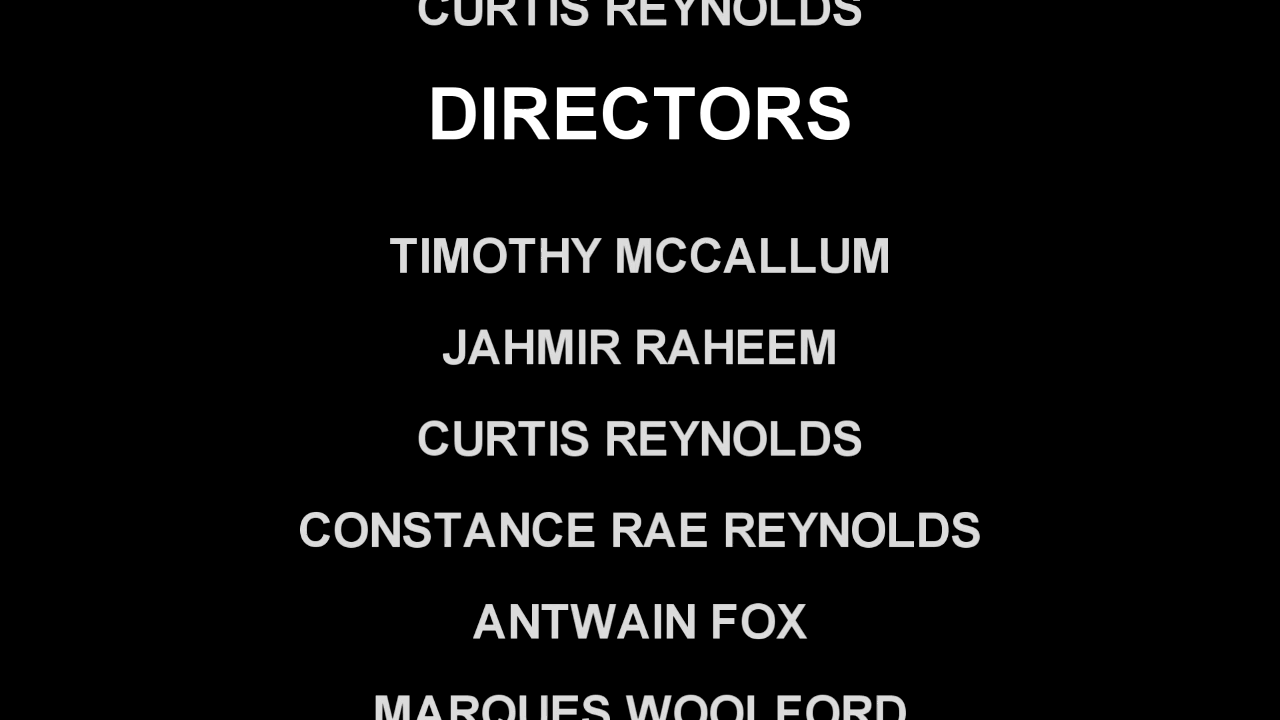 CURTIS REYNOLDS
DIRECTORS
TIMOTHY MCCALLUM
JAHMIR RAHEEM
CURTIS REYNOLDS
CONSTANCE RAE REYNOLDS
ANTWAIN FOX
MARQUES WOOLFORD